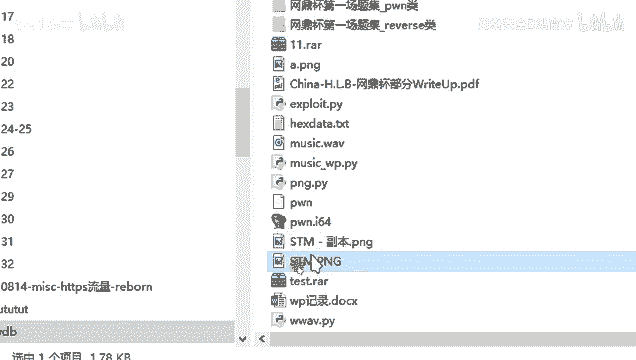 17
18
20
22
23
24-25
26
27
29
30
31
32
0814-misc-https流量-reborn
ututut
vdb
选中 1 个项目 1.78 KB
网鼎杯第一场题集_pwn类
网鼎杯第一场题集_reverse类
11.rar
a.png
China-H.L.B-网鼎杯部分WriteUp.pdf
exploit.py
hexdata.txt
music.wav
music_wp.py
png.py
pwn
pwn.i64
STM - 副本.png
STM.PNG
test.rar
wp记录.docx
wwav.py